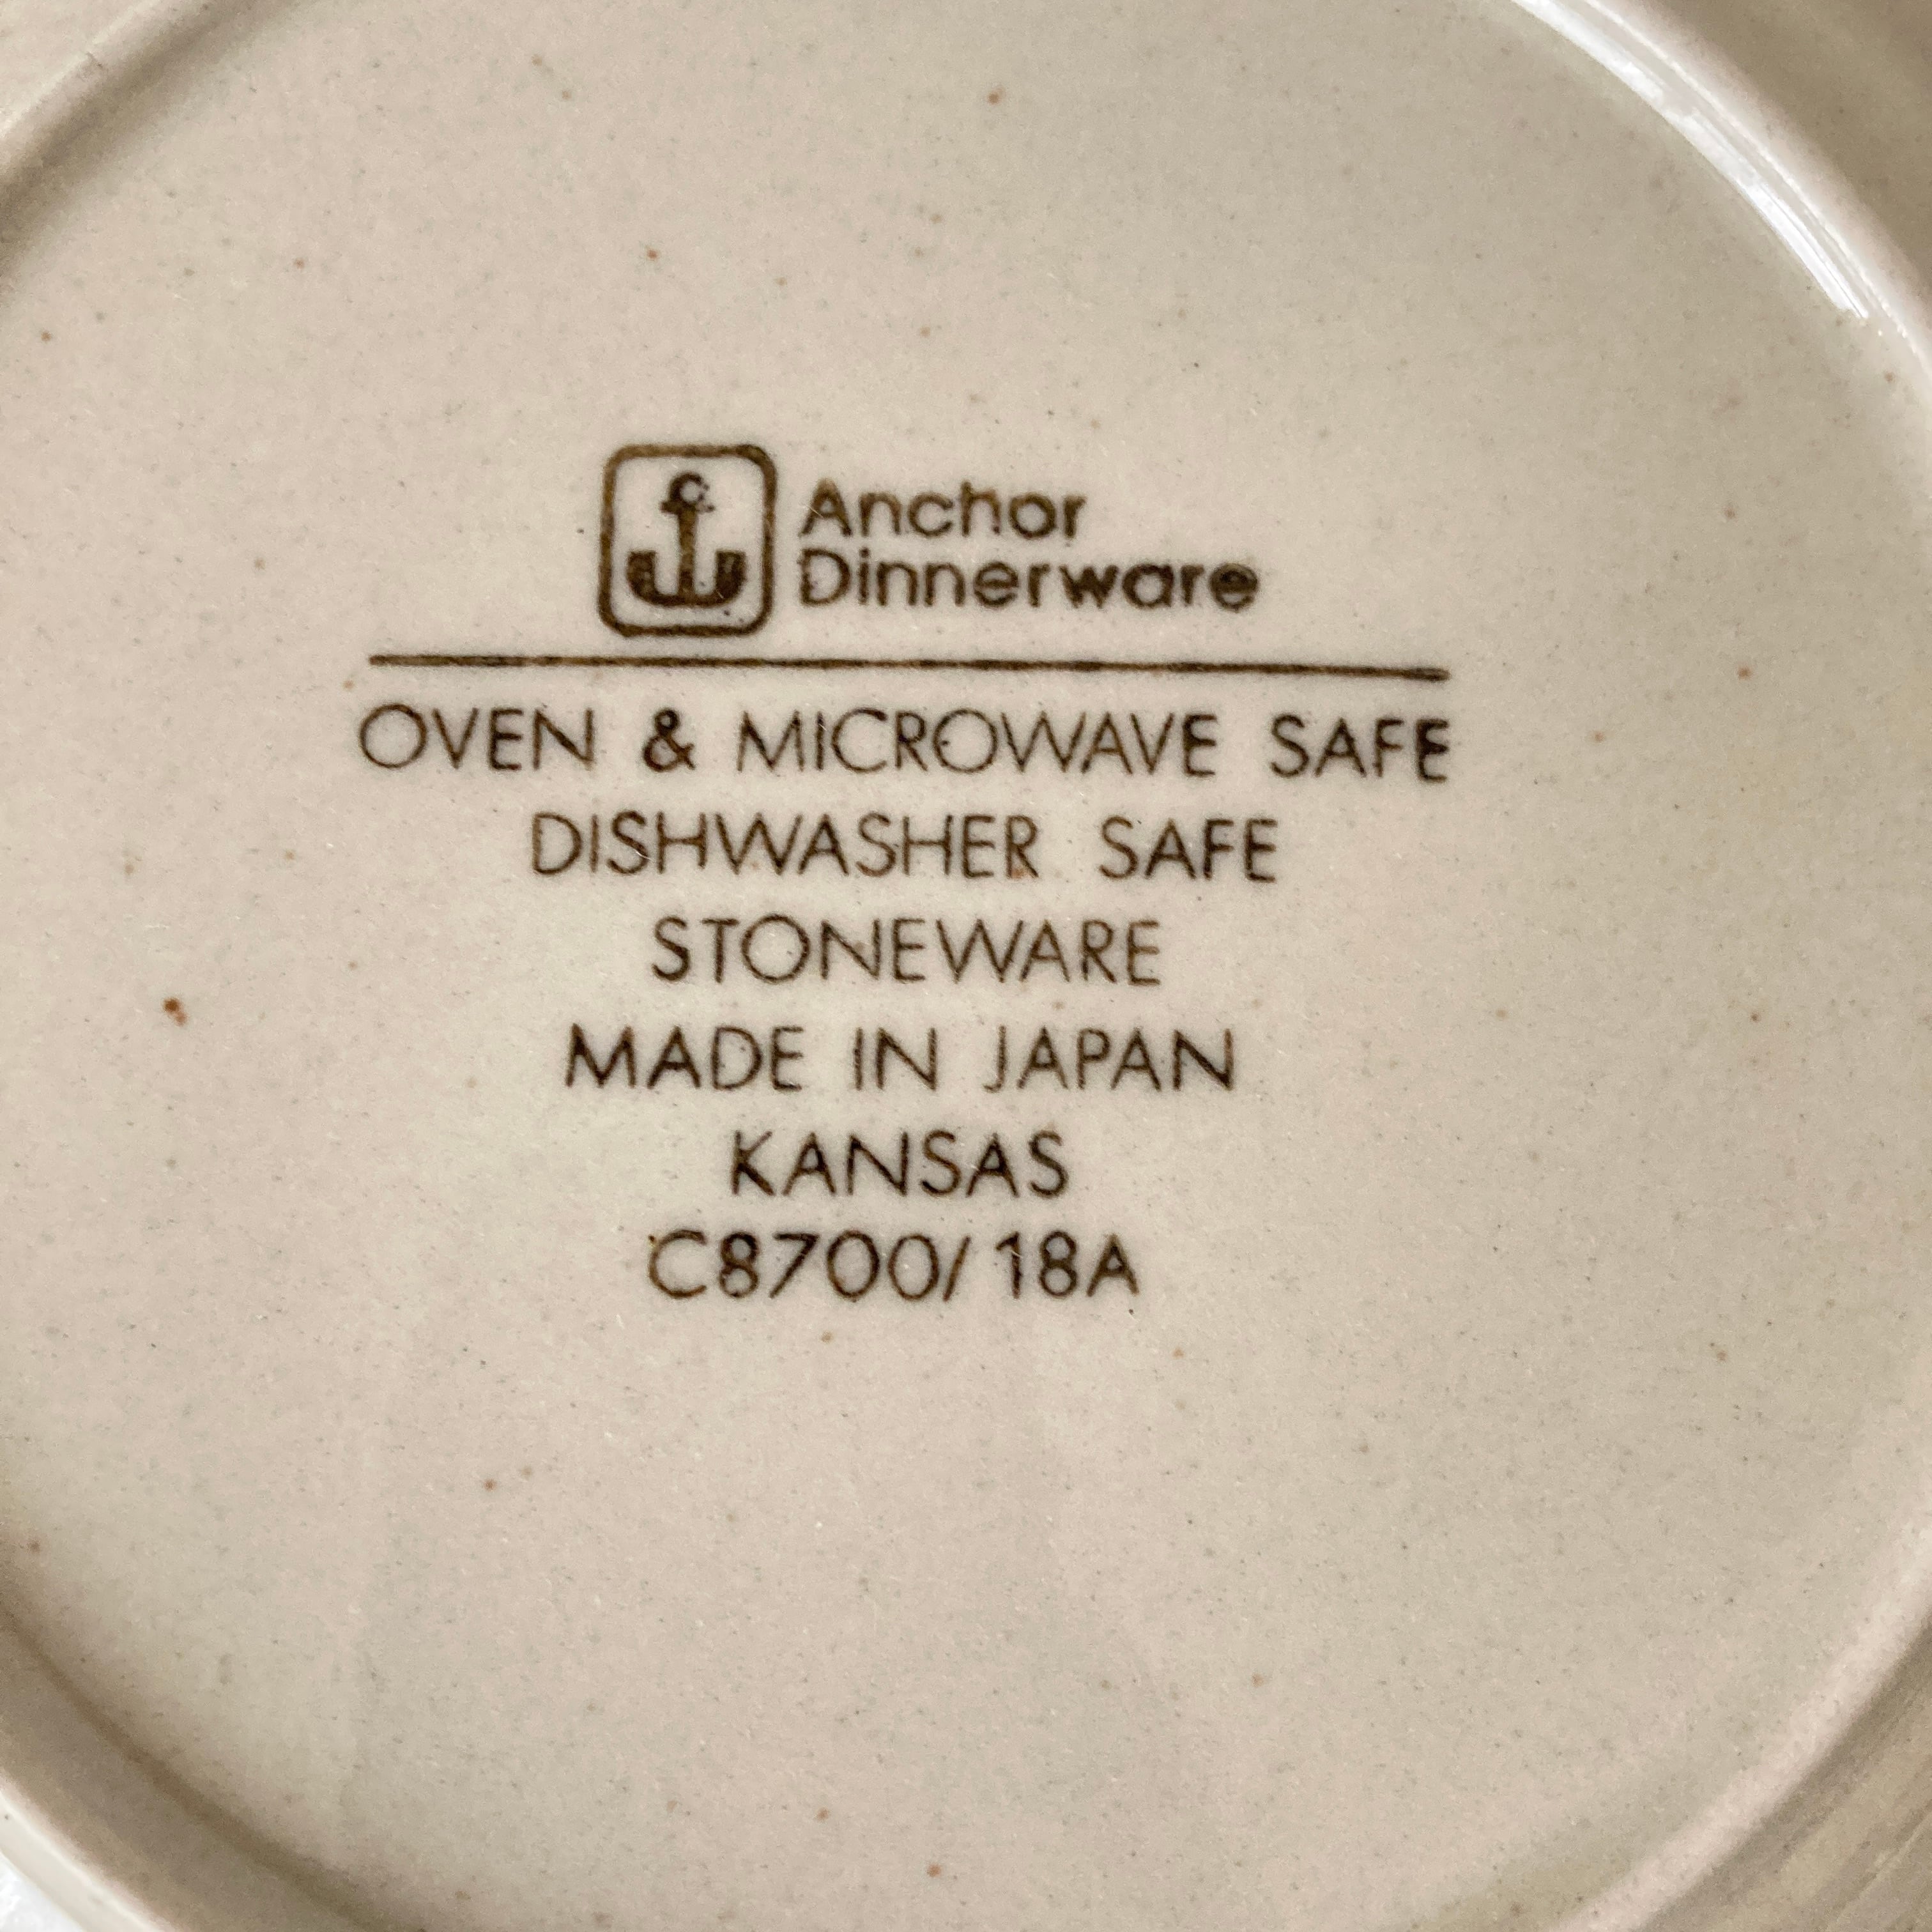 Anchor
Dinnerware
OVEN & MICROWAVE SAFE
DISHWASHER SAFE
STONEWARE
MADE IN JAPAN
KANSAS
C8700/18A